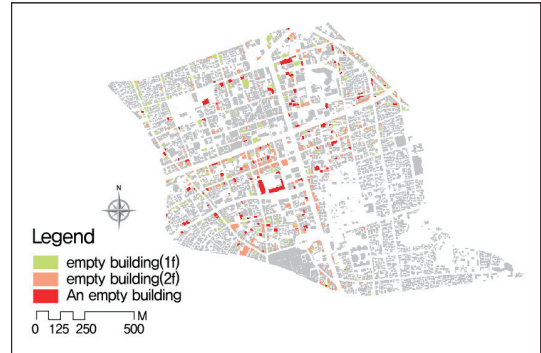 N
Legend
empty building(1f)
empty building(2f)
An empty building
M
0 125 250 500